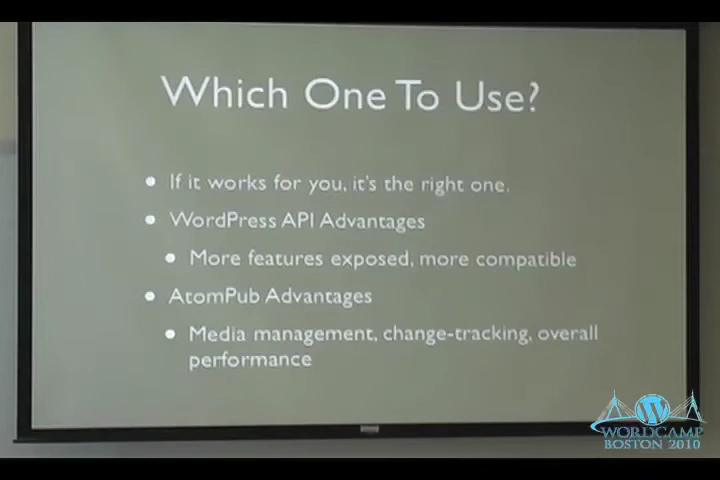 Which One To Use?
If it works for you, it's the right one.
WordPress API Advantages
More features exposed, more compatible
AtomPub Advantages
Media management, change-tracking, overall
performance
WORDCAMP
BOSTON 2010